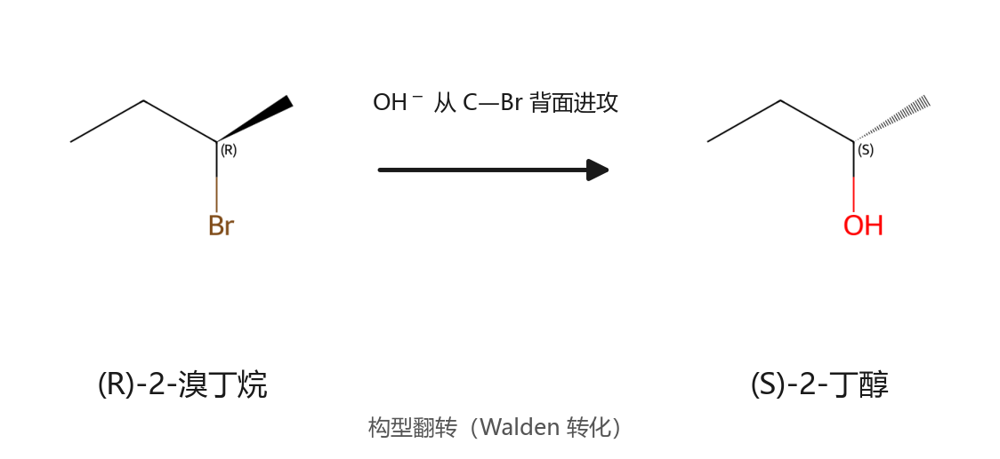 OH⁻ 从 C—Br 背面进攻
(R)
(S)
Br
OH
(R)-2-溴丁烷
(S)-2-丁醇
构型翻转（Walden 转化）